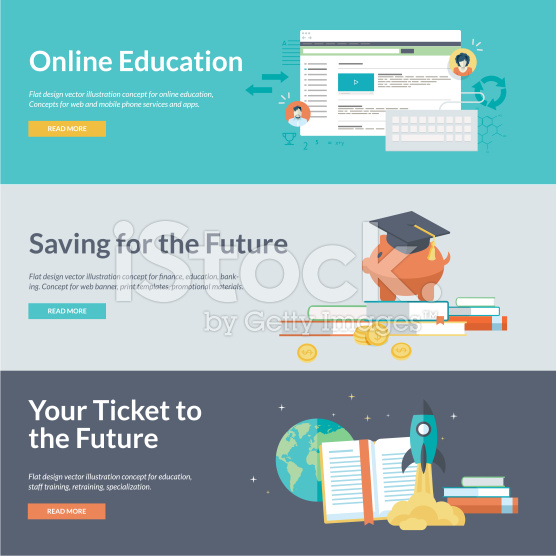 Online Education
Flat design vector illustration concept for online education,
Concepts for web and mobile phone services and apps.
READ MORE
Saving for the Future
Flat design vector illustration concept for finance, education, bank-
ing. Concept for web banner, print templates, promotional materials.
READ MORE
iStock.
by Getty Images™
Your Ticket to
the Future
Flat design vector illustration concept for education,
staff training, retraining, specialization.
READ MORE